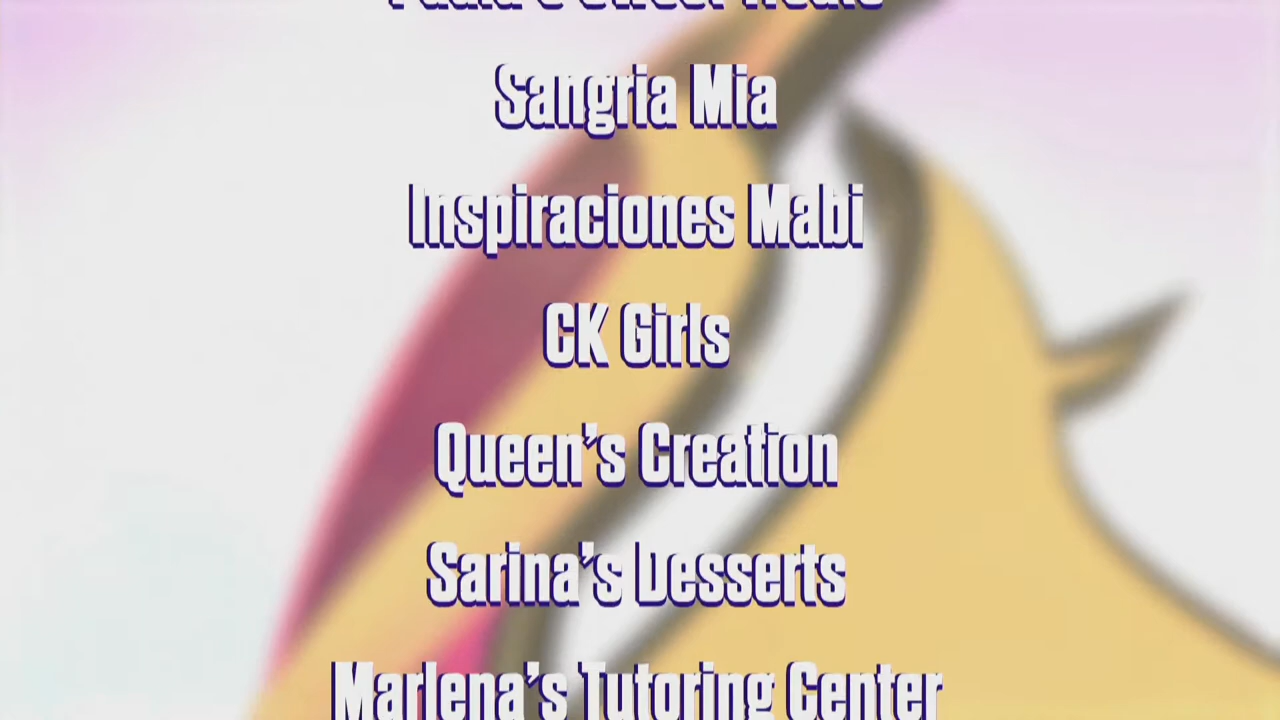 Sangria Mia
Inspiraciones Mabi
CK Girls
Queen's Creation
Sarina's Desserts
Marlena's Tutoring Center